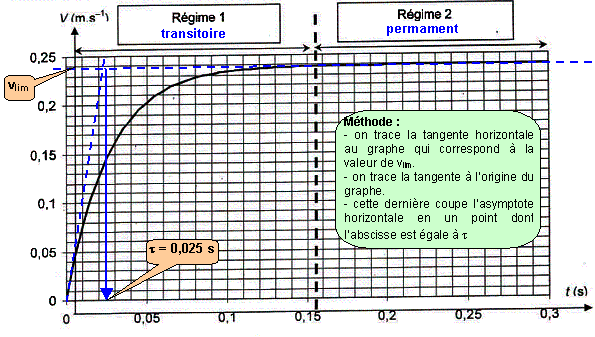 V (m.s⁻¹)
Régime 1
transitoire
Régime 2
permament
0,25
vlim
0,2
0,15
0,1
0,05
0
Méthode :
- on trace la tangente horizontale
au graphe qui correspond à la
valeur de vlim.
- on trace la tangente à l'origine du
graphe.
- cette dernière coupe l'asymptote
horizontale en un point dont
l'abscisse est égale à τ
τ = 0,025 s
t (s)
0
0,05
0,1
0,15
0,2
0,25
0,3